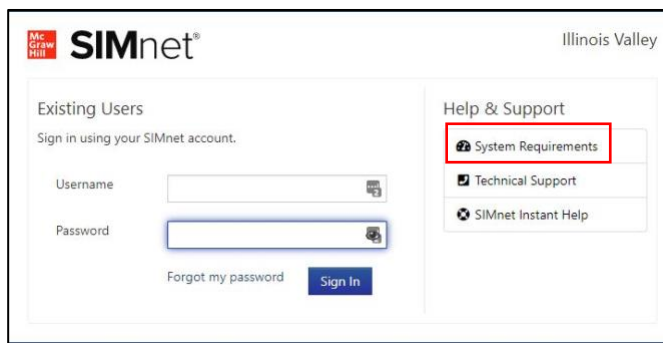 Mc
Graw
Hill
SIMnet®
Illinois Valley
Existing Users
Sign in using your SIMnet account.
Username
Password
Forgot my password
Sign In
Help & Support
System Requirements
Technical Support
SIMnet Instant Help